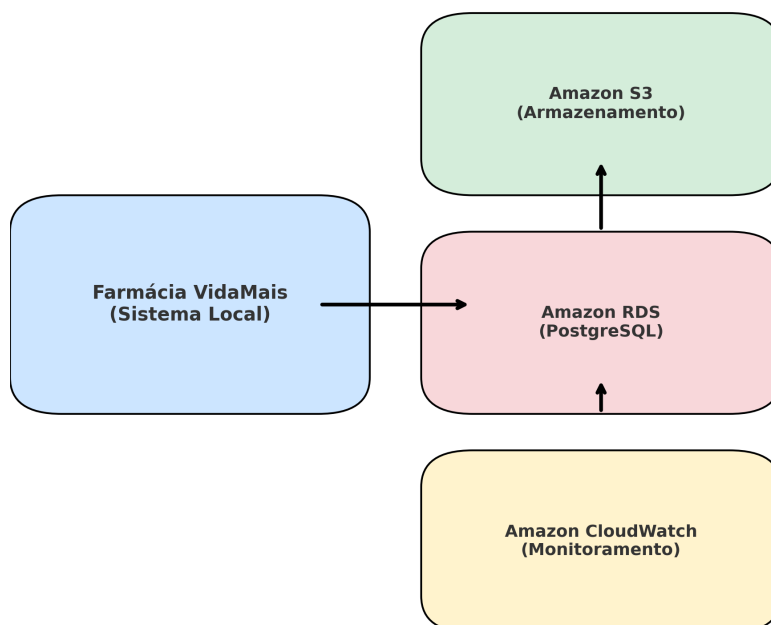 Amazon S3
(Armazenamento)
Farmácia VidaMais
(Sistema Local)
Amazon RDS
(PostgreSQL)
Amazon CloudWatch
(Monitoramento)